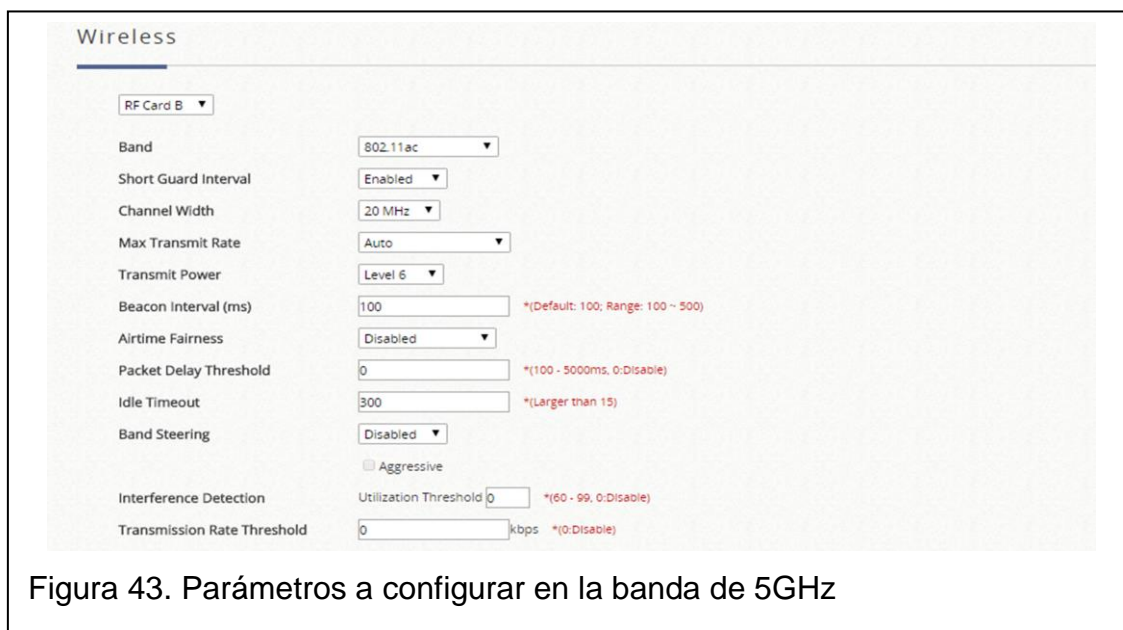 Wireless
RF Card B
Band 802.11ac
Short Guard Interval Enabled
Channel Width 20 MHz
Max Transmit Rate Auto
Transmit Power Level 6
Beacon Interval (ms) 100 *(Default: 100; Range: 100 ~ 500)
Airtime Fairness Disabled
Packet Delay Threshold 0 *(100 - 5000ms, 0:Disable)
Idle Timeout 300 *(Larger than 15)
Band Steering Disabled
Aggressive
Interference Detection Utilization Threshold 0 *(60 - 99, 0:Disable)
Transmission Rate Threshold 0 kbps *(0:Disable)
Figura 43. Parámetros a configurar en la banda de 5GHz